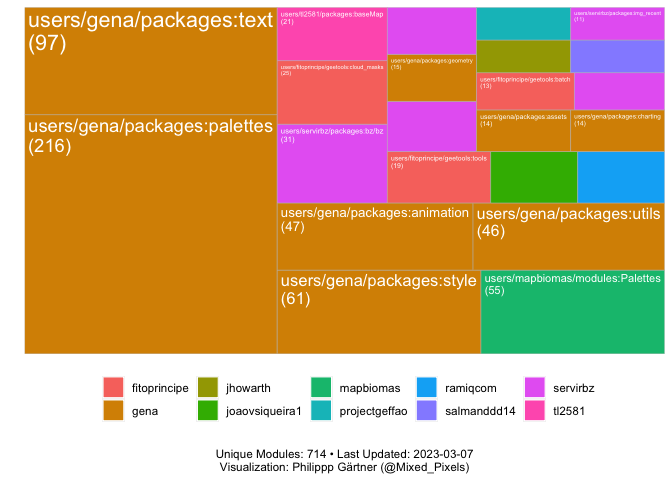 users/gena/packages:text
(97)
users/gena/packages:palettes
(216)
users/tl2581/packages:baseMap
(21)
users/fitoprincipe/geetools:cloud_masks
(25)
users/servirbz/packages:bz/bz
(31)
users/gena/packages:geometry
(15)
users/fitoprincipe/geetools:tools
(19)
users/servirbz/packages:img_recent
(11)
users/fitoprincipe/geetools:batch
(13)
users/gena/packages:assets
(14)
users/gena/packages:charting
(14)
users/gena/packages:animation
(47)
users/gena/packages:utils
(46)
users/gena/packages:style
(61)
users/mapbiomas/modules:Palettes
(55)
fitoprincipe
jhowarth
mapbiomas
ramiqcom
servirbz
gena
joaovsiqueira1
projectgeffao
salmanddd14
tl2581
Unique Modules: 714 • Last Updated: 2023-03-07
Visualization: Philippp Gärtner (@Mixed_Pixels)